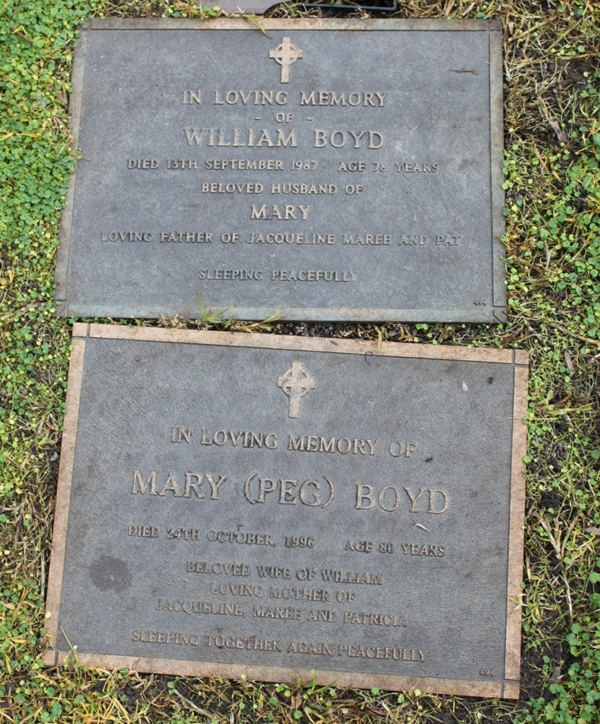 IN LOVING MEMORY
- OF -
WILLIAM BOYD
DIED 13TH SEPTEMBER 1987 AGE 78 YEARS
BELOVED HUSBAND OF
MARY
LOVING FATHER OF JACQUELINE MAREE AND PAT
SLEEPING PEACEFULLY
IN LOVING MEMORY OF
MARY (PEG) BOYD
DIED 24TH OCTOBER, 1996 AGE 80 YEARS
BELOVED WIFE OF WILLIAM
LOVING MOTHER OF
JACQUELINE, MAREE AND PATRICIA
SLEEPING TOGETHER AGAIN PEACEFULLY